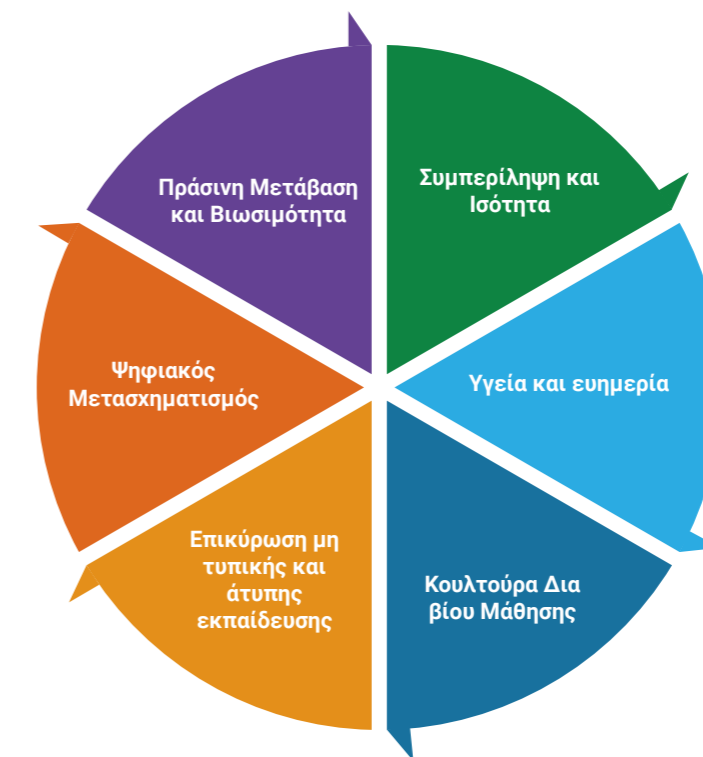 Πράσινη Μετάβαση
και Βιωσιμότητα
Συμπερίληψη και
Ισότητα
Ψηφιακός
Μετασχηματισμός
Υγεία και ευημερία
Επικύρωση μη
τυπικής και
άτυπης
εκπαίδευσης
Κουλτούρα Δια
βίου Μάθησης